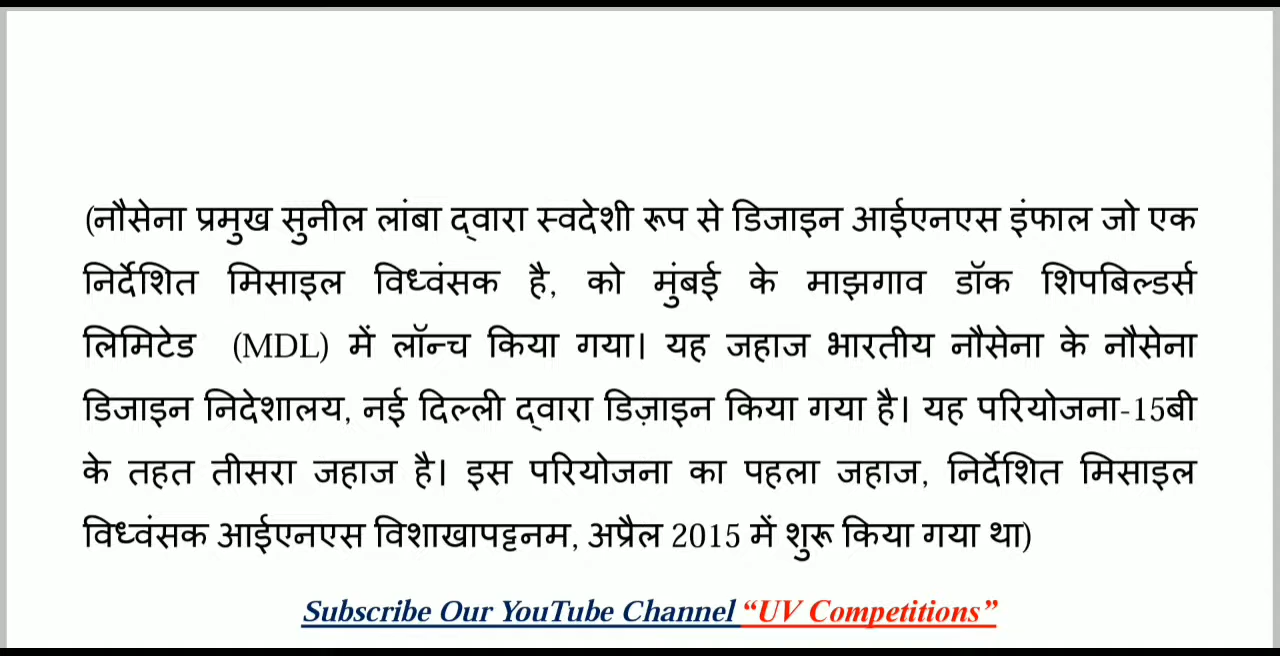 (नौसेना प्रमुख सुनील लांबा द्वारा स्वदेशी रूप से डिजाइन आईएनएस इंफाल जो एक
निर्देशित मिसाइल विध्वंसक है, को मुंबई के माझगाव डॉक शिपबिल्डर्स
लिमिटेड (MDL) में लॉन्च किया गया। यह जहाज भारतीय नौसेना के नौसेना
डिजाइन निदेशालय, नई दिल्ली द्वारा डिज़ाइन किया गया है। यह परियोजना-15बी
के तहत तीसरा जहाज है। इस परियोजना का पहला जहाज, निर्देशित मिसाइल
विध्वंसक आईएनएस विशाखापट्टनम, अप्रैल 2015 में शुरू किया गया था)
Subscribe Our YouTube Channel “UV Competitions”